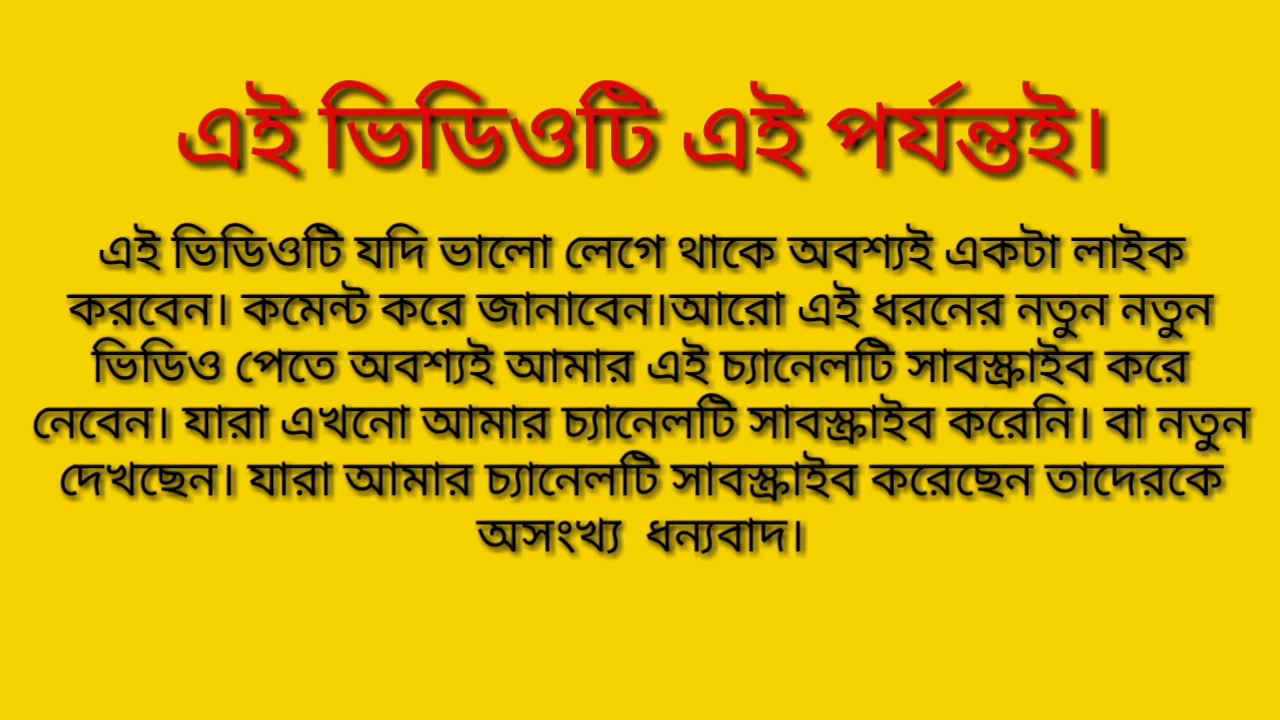 এই ভিডিওটি এই পর্যন্তই।
এই ভিডিওটি যদি ভালো লেগে থাকে অবশ্যই একটা লাইক
করবেন। কমেন্ট করে জানাবেন।আরো এই ধরনের নতুন নতুন
ভিডিও পেতে অবশ্যই আমার এই চ্যানেলটি সাবস্ক্রাইব করে
নেবেন। যারা এখনো আমার চ্যানেলটি সাবস্ক্রাইব করেনি। বা নতুন
দেখছেন। যারা আমার চ্যানেলটি সাবস্ক্রাইব করেছেন তাদেরকে
অসংখ্য  ধন্যবাদ।